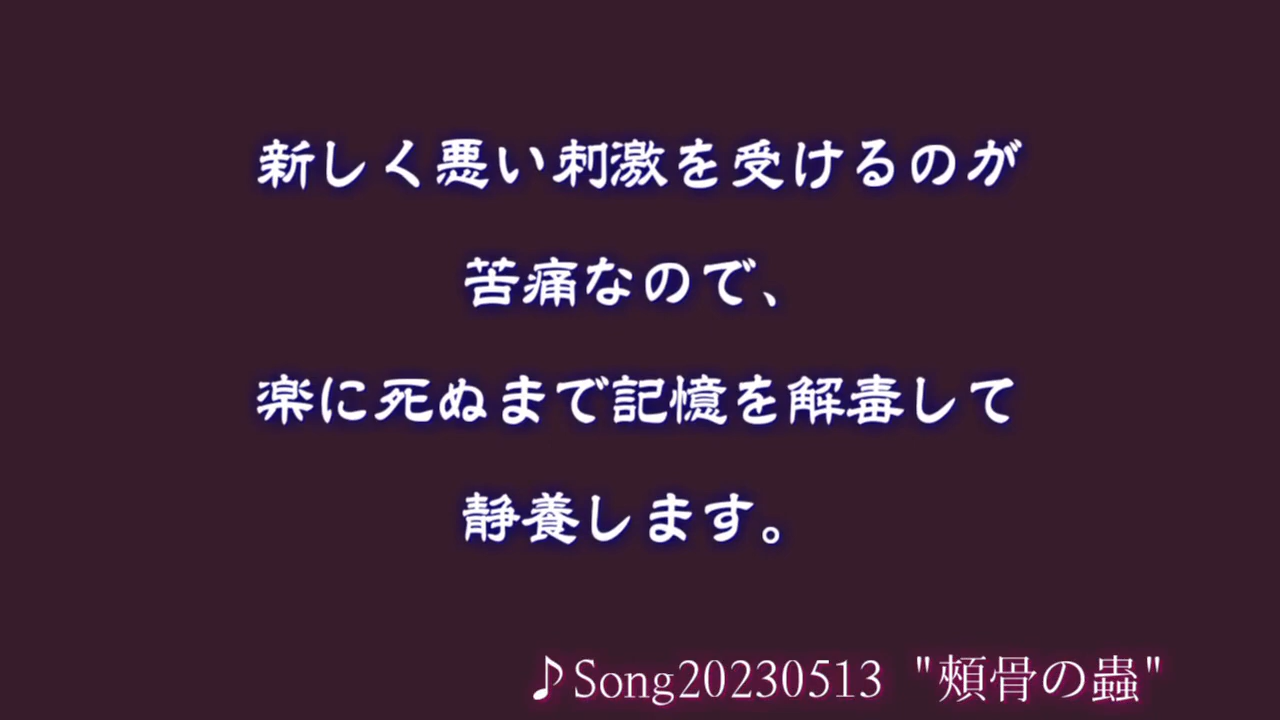 新しく悪い刺激を受けるのが
苦痛なので、
楽に死ぬまで記憶を解毒して
静養します。
♪Song20230513 "頬骨の蟲"